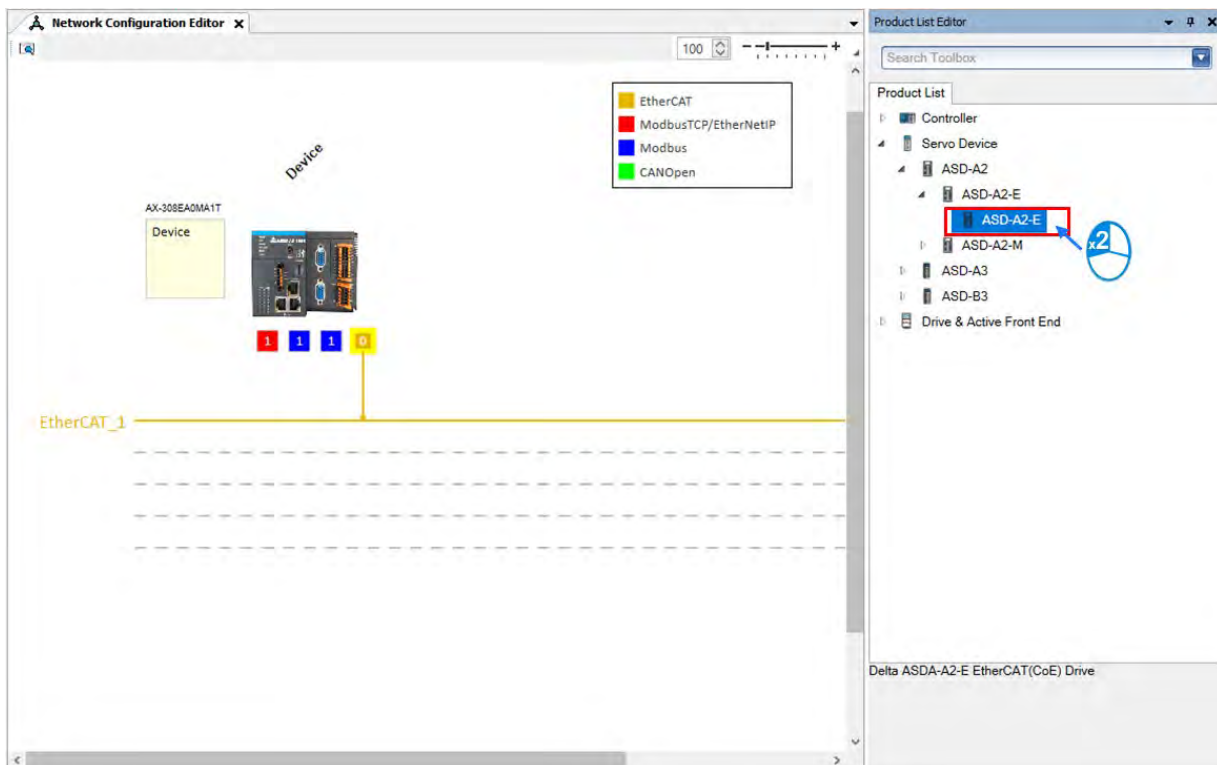 Network Configuration Editor
100
EtherCAT
ModbusTCP/EtherNetIP
Modbus
CANOpen
Device
AX-308EA0MA1T
Device
1 1 1 0
EtherCAT_1
Product List Editor
Search Toolbox
Product List
Controller
Servo Device
ASD-A2
ASD-A2-E
ASD-A2-E
x2
ASD-A2-M
ASD-A3
ASD-B3
Drive & Active Front End
Delta ASDA-A2-E EtherCAT(CoE) Drive